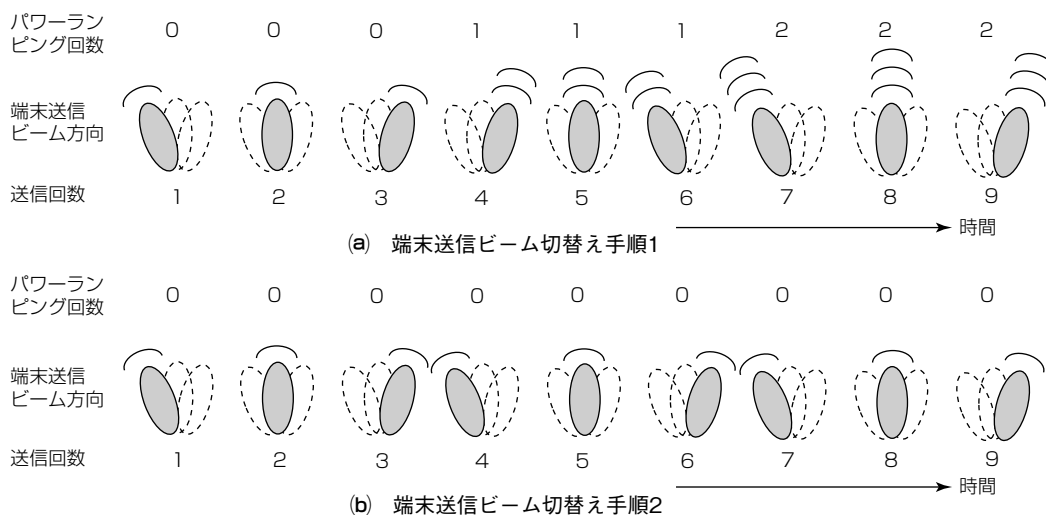 パワーラン
ピング回数
0 0 0 1 1 1 2 2 2
端末送信
ビーム方向
送信回数
1 2 3 4 5 6 7 8 9
時間
(a) 端末送信ビーム切替え手順1
パワーラン
ピング回数
0 0 0 0 0 0 0 0 0
端末送信
ビーム方向
送信回数
1 2 3 4 5 6 7 8 9
時間
(b) 端末送信ビーム切替え手順2